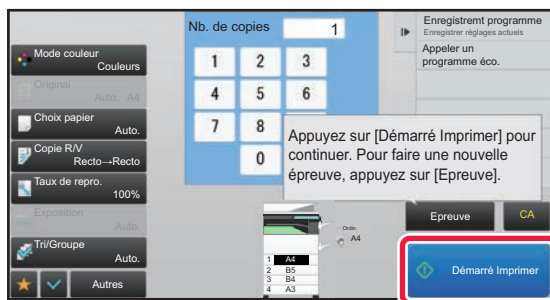 Nb. de copies 1
Enregistremt programme
Enregistrer réglages actuels
Appeler un
programme éco.
Mode couleur
Couleurs
Original
Auto. A4
Choix papier
Auto.
Copie R/V
Recto→Recto
Taux de repro.
100%
Exposition
Auto.
Tri/Groupe
Auto.
Autres
1 2 3
4 5 6
7 8
0
Appuyez sur [Démarré Imprimer] pour
continuer. Pour faire une nouvelle
épreuve, appuyez sur [Epreuve].
Ordin.
A4
1 A4
2 B5
3 B4
4 A3
Epreuve CA
Démarré Imprimer